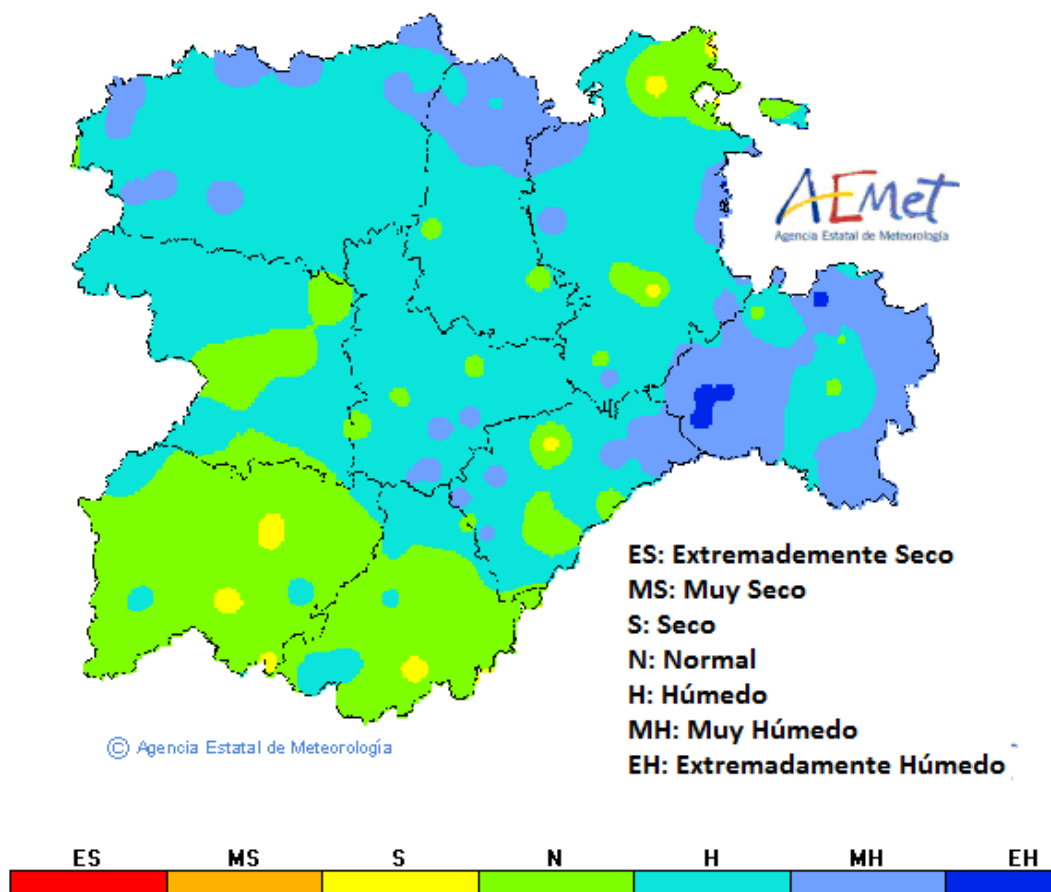 AEMet
Agencia Estatal de Meteorología
ES: Extremademente Seco
MS: Muy Seco
S: Seco
N: Normal
H: Húmedo
MH: Muy Húmedo
EH: Extremadamente Húmedo
© Agencia Estatal de Meteorología
ES MS S N H MH EH